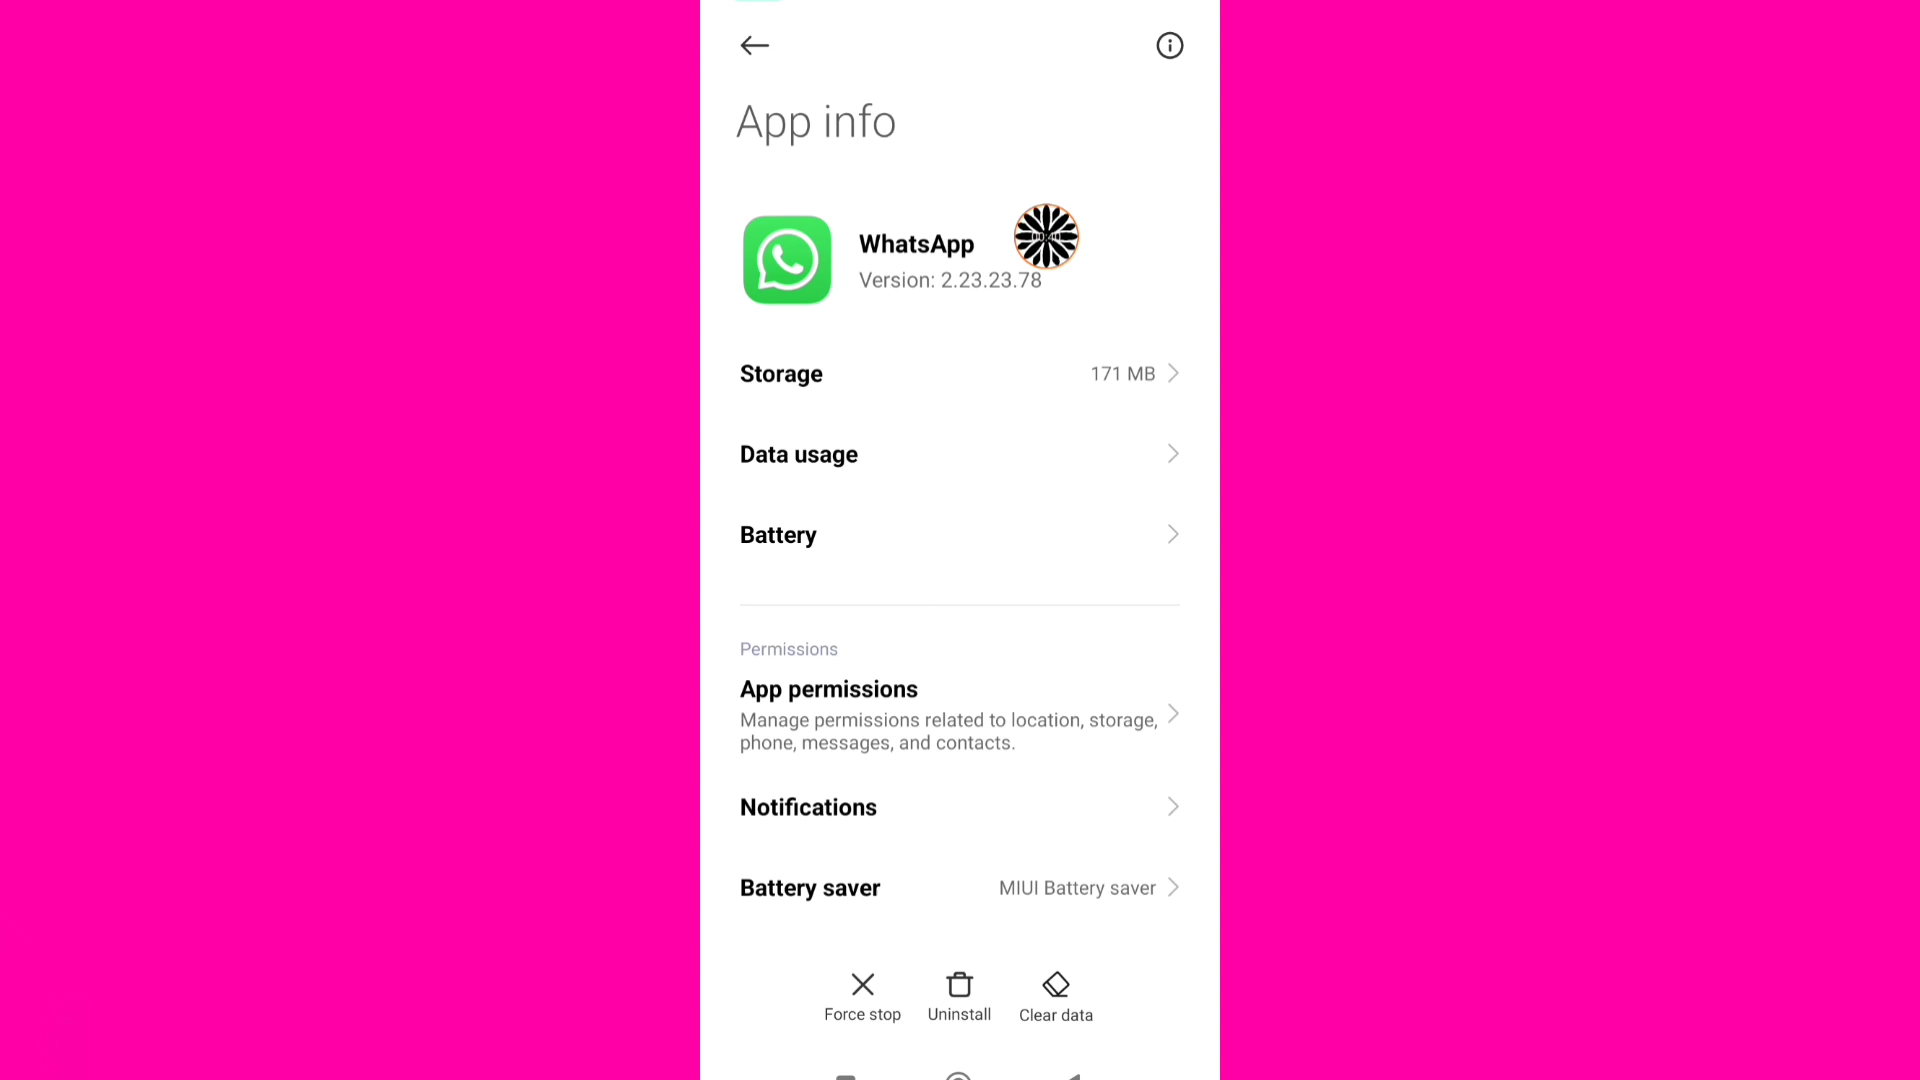 App info
WhatsApp
Version: 2.23.23.78
Storage 171 MB
Data usage
Battery
Permissions
App permissions
Manage permissions related to location, storage,
phone, messages, and contacts.
Notifications
Battery saver MIUI Battery saver
Force stop Uninstall Clear data